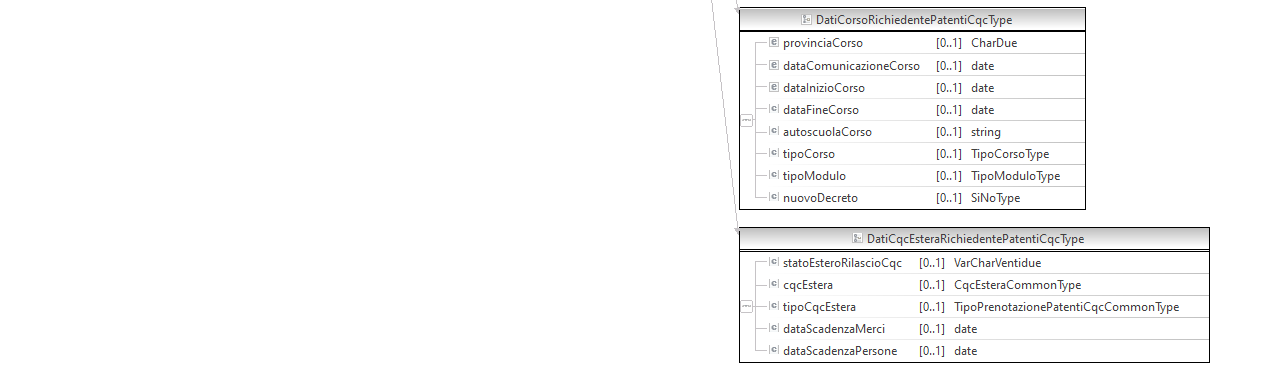 DatiCorsoRichiedentePatentiCqcType
provinciaCorso [0..1] CharDue
dataComunicazioneCorso [0..1] date
dataInizioCorso [0..1] date
dataFineCorso [0..1] date
autoscuolaCorso [0..1] string
tipoCorso [0..1] TipoCorsoType
tipoModulo [0..1] TipoModuloType
nuovoDecreto [0..1] SiNoType
DatiCqcEsteraRichiedentePatentiCqcType
statoEsteroRilascioCqc [0..1] VarCharVentidue
cqcEstera [0..1] CqcEsteraCommonType
tipoCqcEstera [0..1] TipoPrenotazionePatentiCqcCommonType
dataScadenzaMerci [0..1] date
dataScadenzaPersone [0..1] date